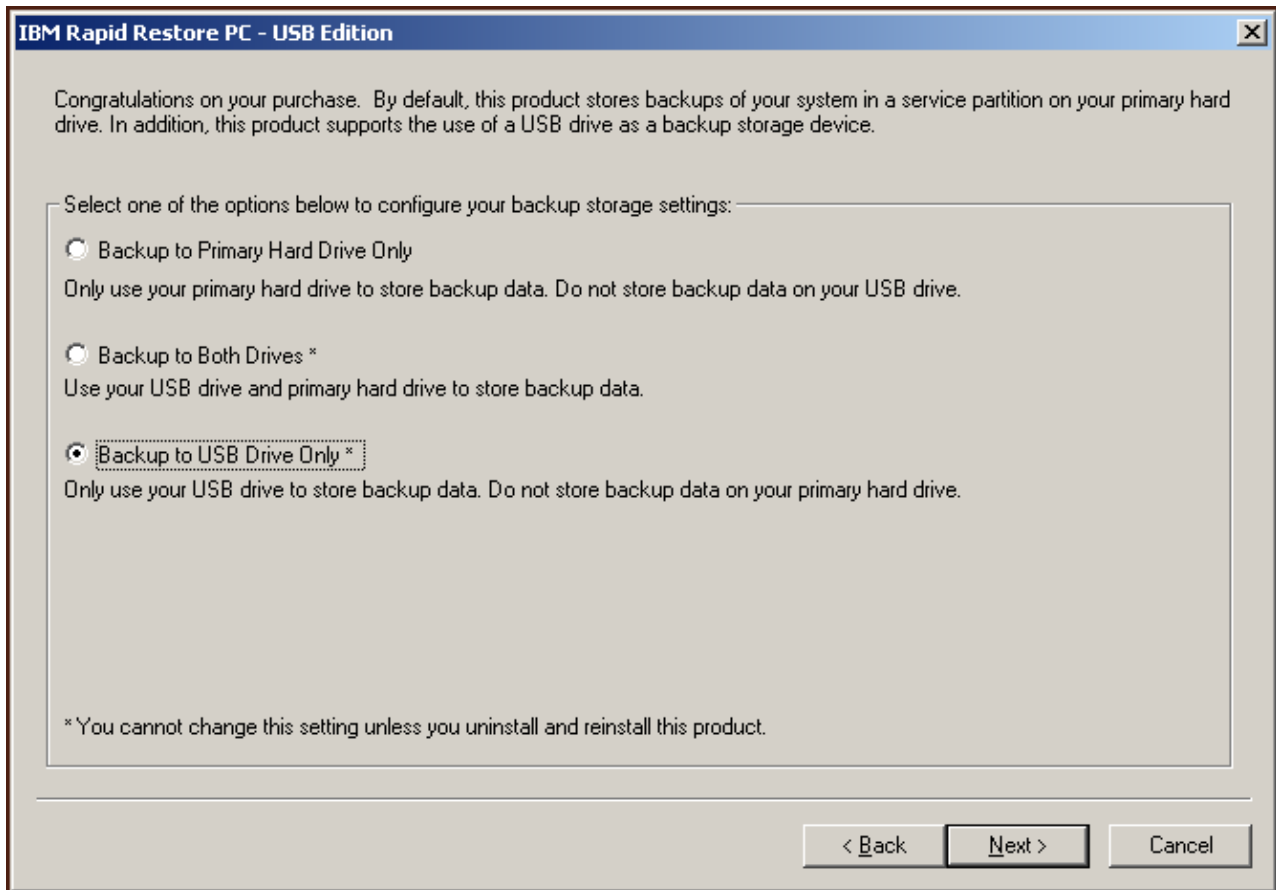 IBM Rapid Restore PC - USB Edition
Congratulations on your purchase. By default, this product stores backups of your system in a service partition on your primary hard
drive. In addition, this product supports the use of a USB drive as a backup storage device.
Select one of the options below to configure your backup storage settings:
Backup to Primary Hard Drive Only
Only use your primary hard drive to store backup data. Do not store backup data on your USB drive.
Backup to Both Drives *
Use your USB drive and primary hard drive to store backup data.
Backup to USB Drive Only *
Only use your USB drive to store backup data. Do not store backup data on your primary hard drive.
* You cannot change this setting unless you uninstall and reinstall this product.
< Back Next > Cancel